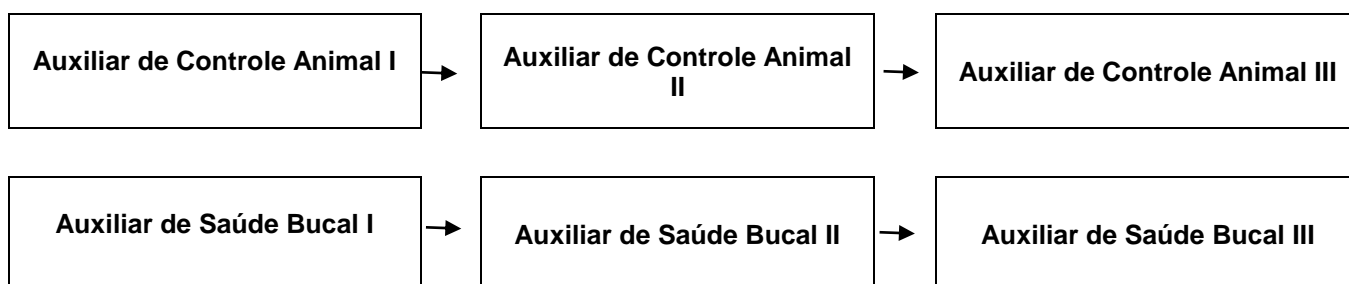 Auxiliar de Controle Animal I
Auxiliar de Controle Animal
II
Auxiliar de Controle Animal III
Auxiliar de Saúde Bucal I
Auxiliar de Saúde Bucal II
Auxiliar de Saúde Bucal III